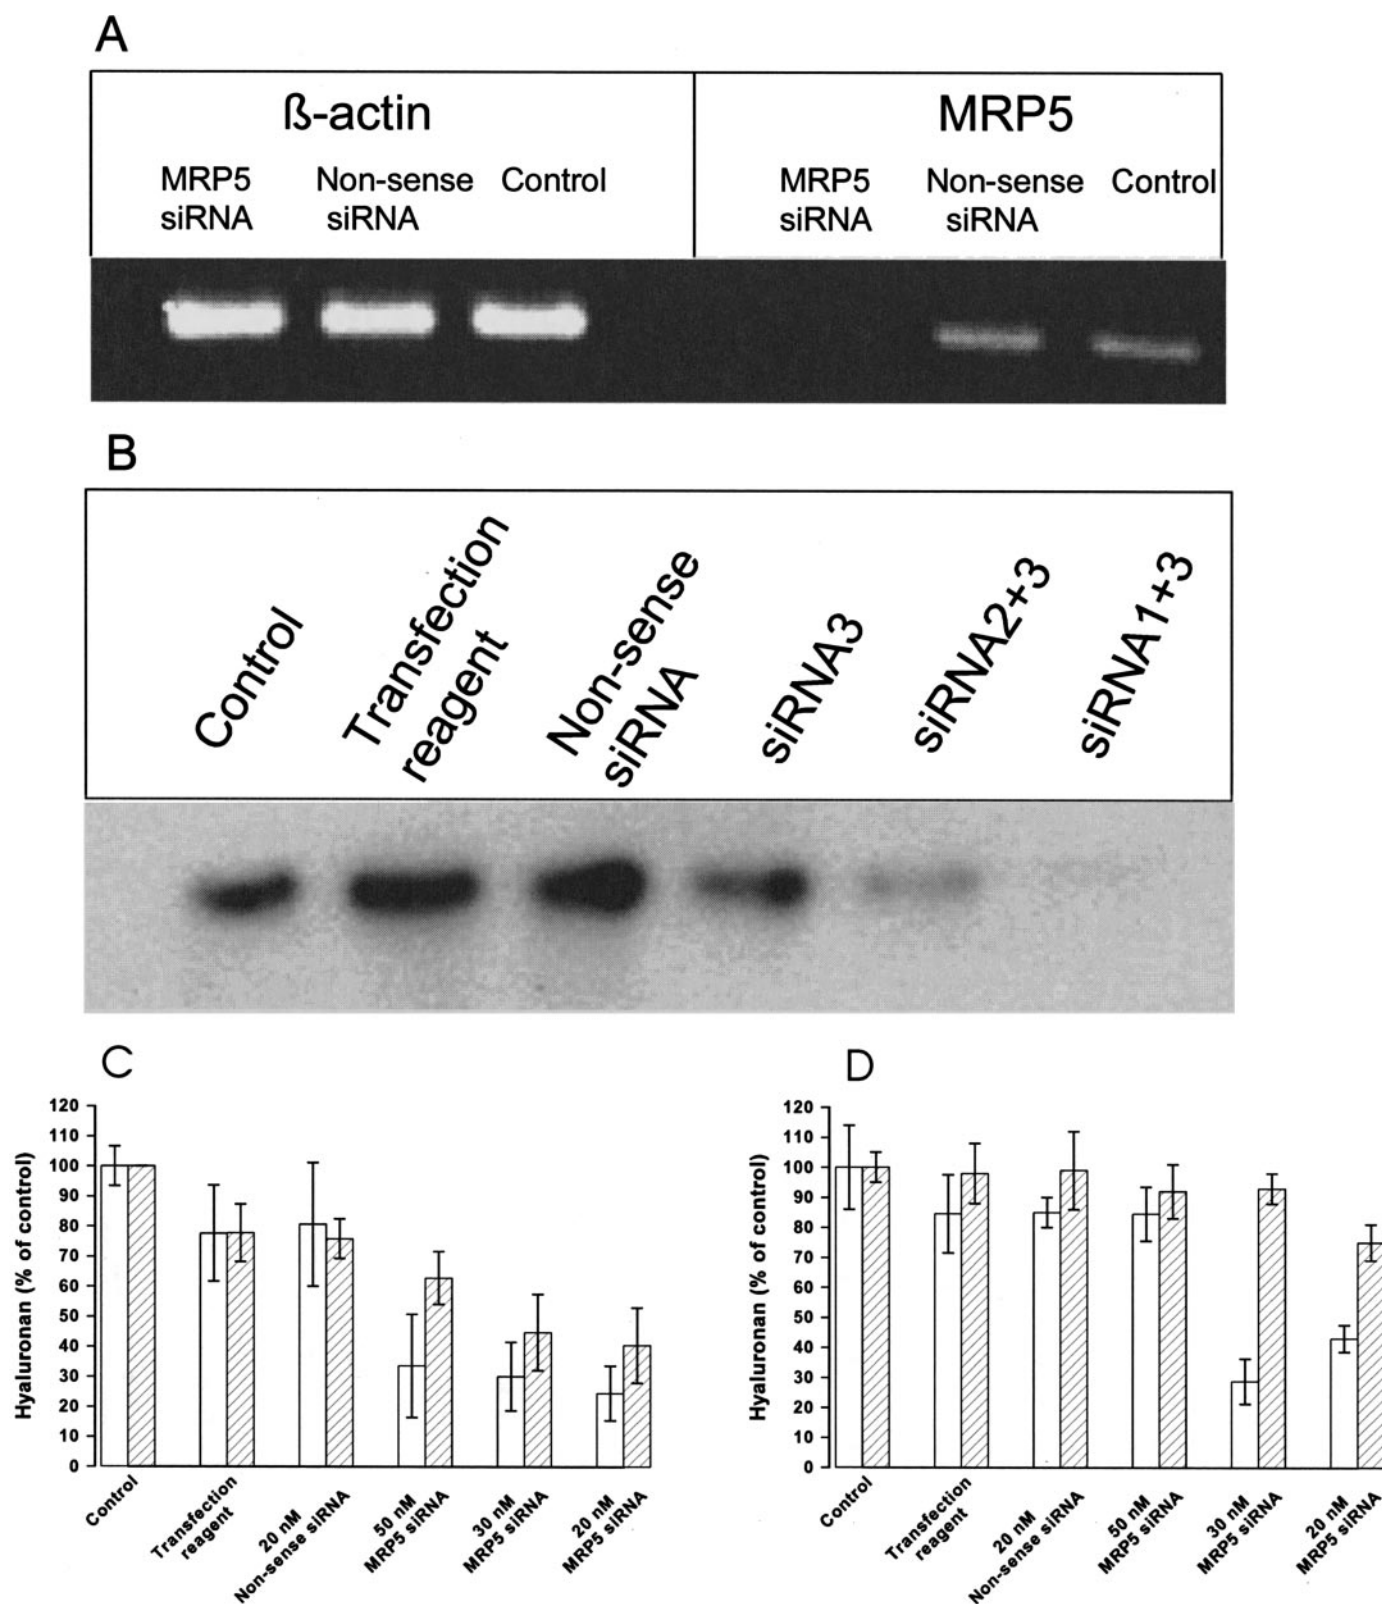 A
ß-actin
MRP5
MRP5
siRNA
Non-sense
siRNA
Control
MRP5
siRNA
Non-sense
siRNA
Control
B
Control
Transfection
reagent
Non-sense
siRNA
siRNA3
siRNA2+3
siRNA1+3
C
Hyaluronan (% of control)
120
110
100
90
80
70
60
50
40
30
20
10
0
Control
Transfection
reagent
20 nM
Non-sense siRNA
50 nM
MRP5 siRNA
30 nM
MRP5 siRNA
20 nM
MRP5 siRNA
D
Hyaluronan (% of control)
120
110
100
90
80
70
60
50
40
30
20
10
0
Control
Transfection
reagent
20 nM
Non-sense siRNA
50 nM
MRP5 siRNA
30 nM
MRP5 siRNA
20 nM
MRP5 siRNA